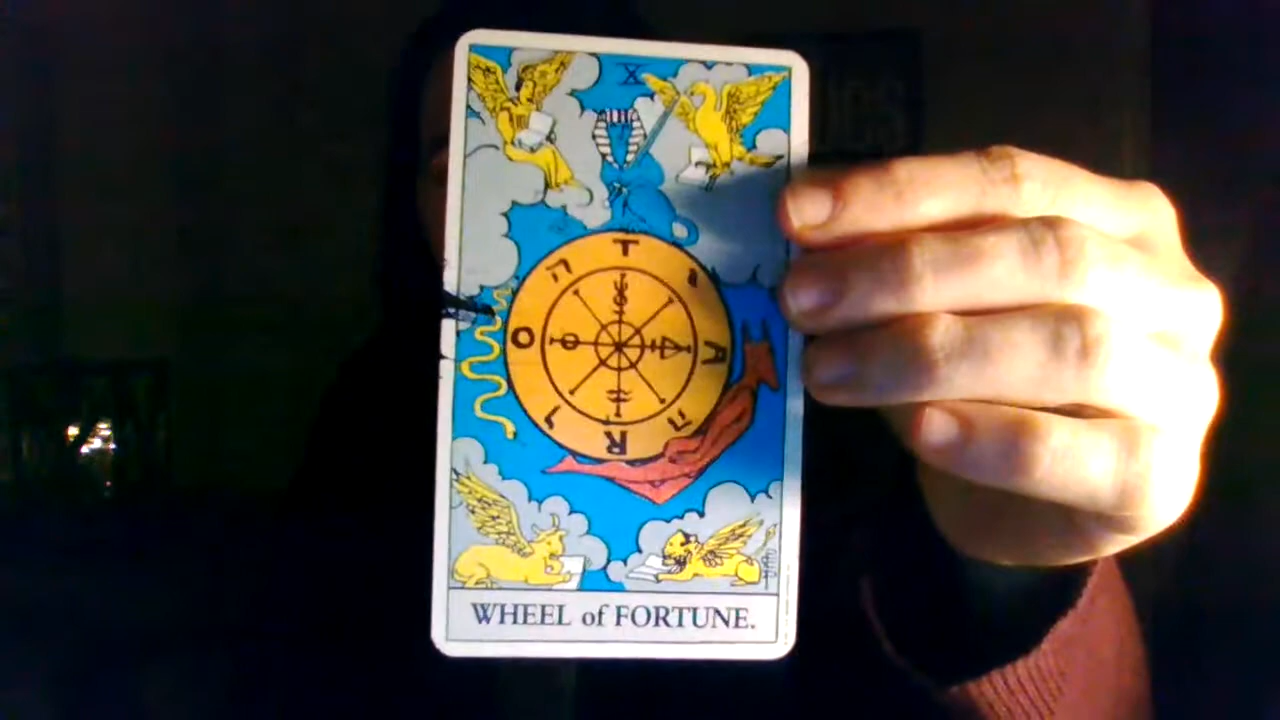 X
T
ה
ו
O
A
י
ה
R
WHEEL of FORTUNE.